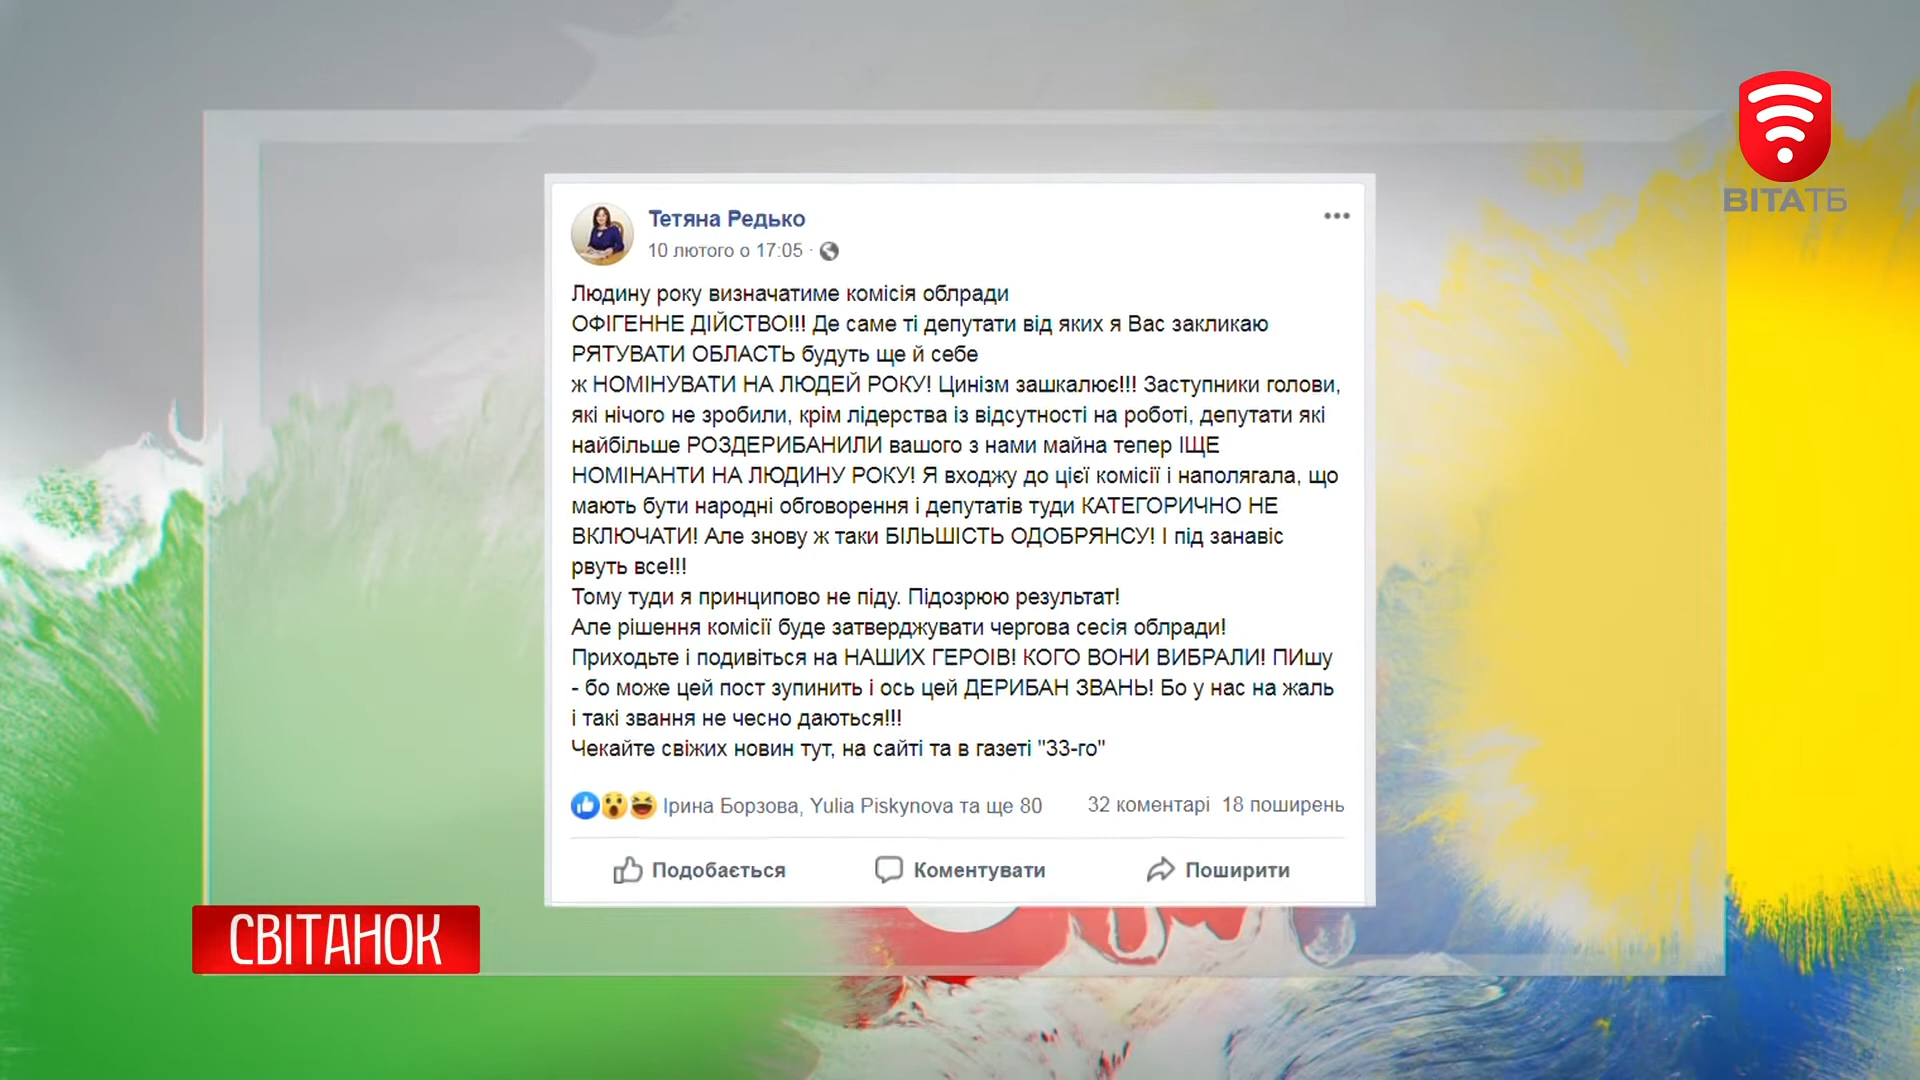 ВІТАТБ
Тетяна Редько
10 лютого о 17:05 ·
Людину року визначатиме комісія облради
ОФІГЕННЕ ДІЙСТВО!!! Де саме ті депутати від яких я Вас закликаю
РЯТУВАТИ ОБЛАСТЬ будуть ще й себе
ж НОМІНУВАТИ НА ЛЮДЕЙ РОКУ! Цинізм зашкалює!!! Заступники голови,
які нічого не зробили, крім лідерства із відсутності на роботі, депутати які
найбільше РОЗДЕРИБАНИЛИ вашого з нами майна тепер ІЩЕ
НОМІНАНТИ НА ЛЮДИНУ РОКУ! Я входжу до цієї комісії і наполягала, що
мають бути народні обговорення і депутатів туди КАТЕГОРИЧНО НЕ
ВКЛЮЧАТИ! Але знову ж таки БІЛЬШІСТЬ ОДОБРЯНСУ! І під занавіс
рвуть все!!!
Тому туди я принципово не піду. Підозрюю результат!
Але рішення комісії буде затверджувати чергова сесія облради!
Приходьте і подивіться на НАШИХ ГЕРОІВ! КОГО ВОНИ ВИБРАЛИ! ПИшу
- бо може цей пост зупинить і ось цей ДЕРИБАН ЗВАНЬ! Бо у нас на жаль
і такі звання не чесно даються!!!
Чекайте свіжих новин тут, на сайті та в газеті "33-го"
Ірина Борзова, Yulia Piskynova та ще 80 32 коментарі 18 поширень
Подобається Коментувати Поширити
СВІТАНОК